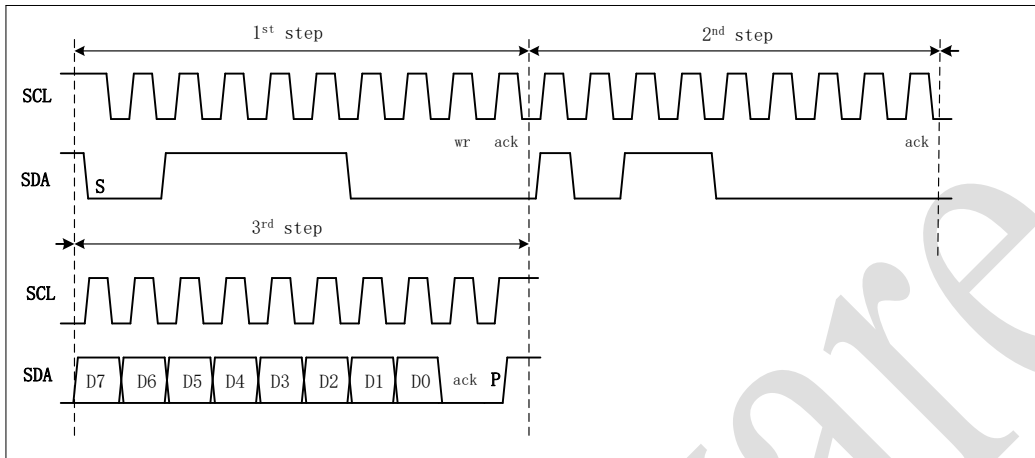 1st step 2nd step
SCL
wr ack ack
SDA S
3rd step
SCL
SDA D7 D6 D5 D4 D3 D2 D1 D0 ack P
are